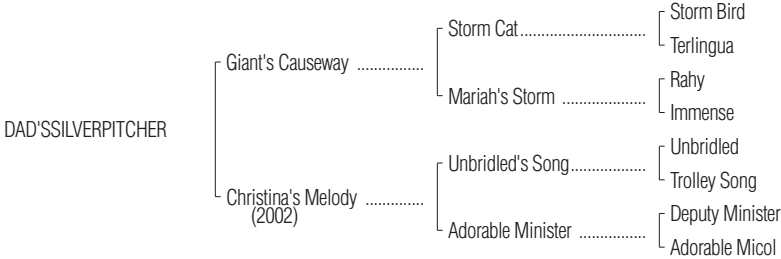 Storm Bird
Storm Cat..............................
Terlingua
Giant's Causeway ................
Rahy
Mariah's Storm ....................
Immense
DAD'SSILVERPITCHER
Unbridled
Unbridled's Song..................
Trolley Song
Christina's Melody ..............
(2002)
Deputy Minister
Adorable Minister ................
Adorable Micol